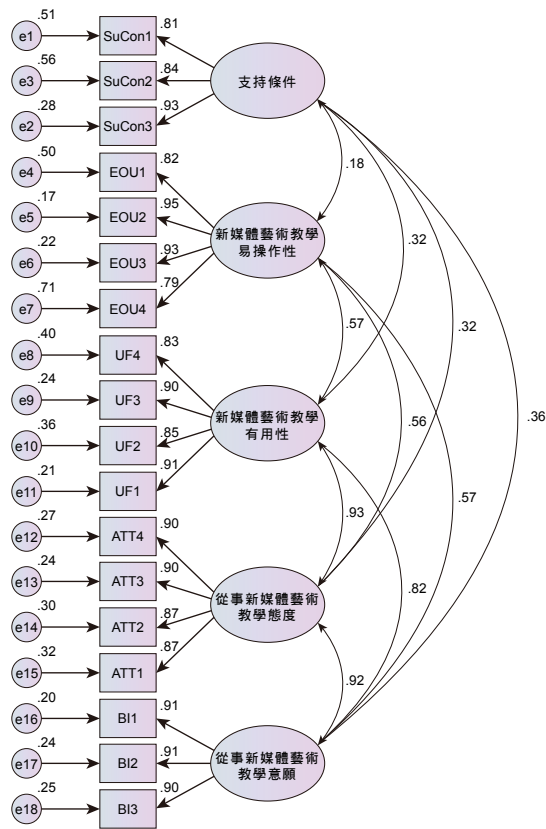 .51
e1
SuCon1
.81
.56
e3
SuCon2
.84
.28
e2
SuCon3
.93
支持條件
.50
e4
EOU1
.82
.17
e5
EOU2
.95
.22
e6
EOU3
.93
.71
e7
EOU4
.79
新媒體藝術教學
易操作性
.40
e8
UF4
.83
.24
e9
UF3
.90
.36
e10
UF2
.85
.21
e11
UF1
.91
新媒體藝術教學
有用性
.27
e12
ATT4
.90
.24
e13
ATT3
.90
.30
e14
ATT2
.87
.32
e15
ATT1
.87
從事新媒體藝術
教學態度
.20
e16
BI1
.91
.24
e17
BI2
.91
.25
e18
BI3
.90
從事新媒體藝術
教學意願
.18
.32
.32
.36
.57
.56
.57
.93
.82
.92